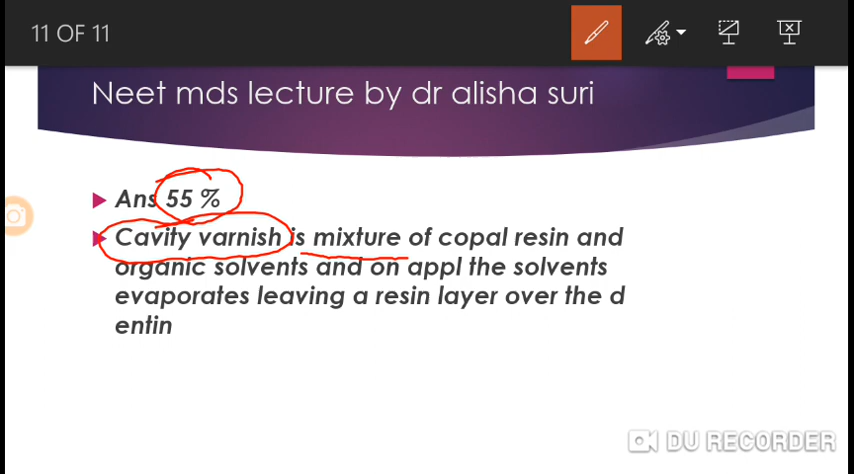 11 OF 11
Neet mds lecture by dr alisha suri
Ans 55 %
Cavity varnish is mixture of copal resin and
organic solvents and on appl the solvents
evaporates leaving a resin layer over the d
entin
DU RECORDER